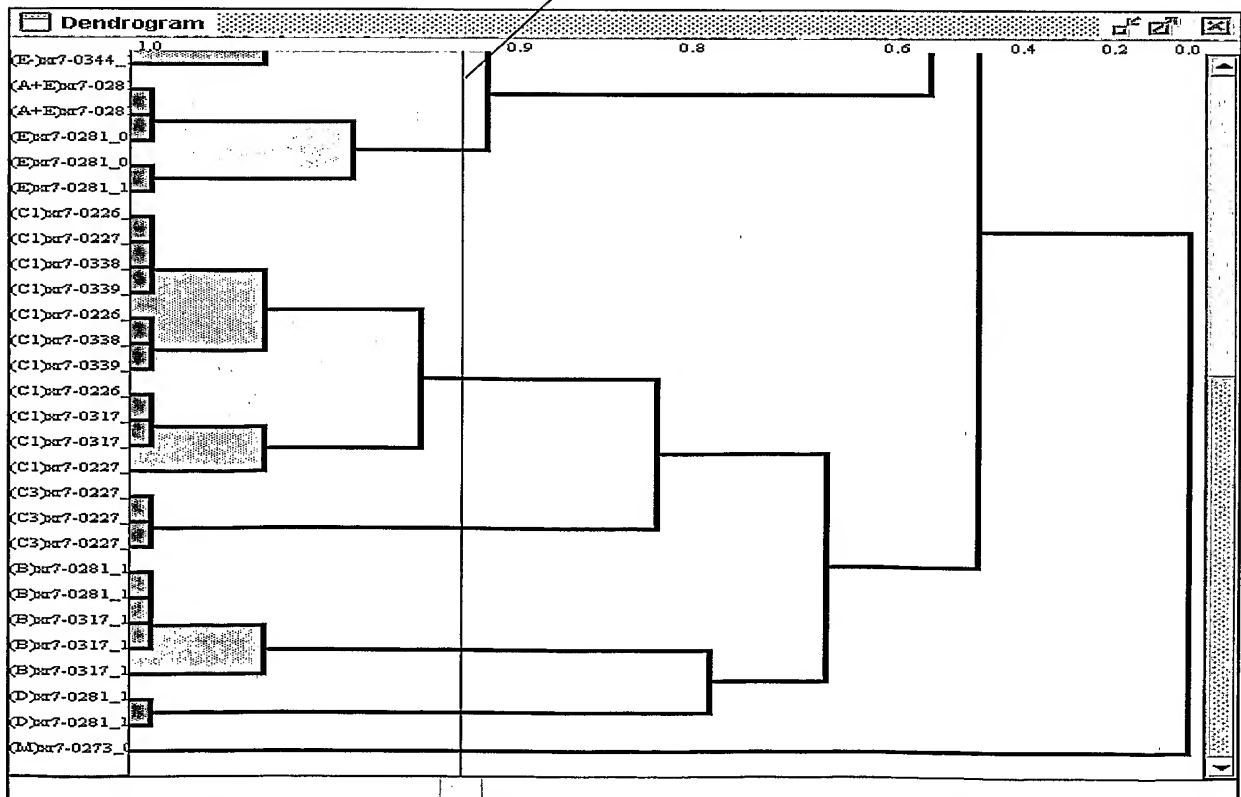 Dendrogram
1.0 0.9 0.8 0.6 0.4 0.2 0.0
(E-)xr7-0344_
(A+E)xr7-028
(A+E)xr7-028
(E)xr7-0281_0
(E)xr7-0281_0
(E)xr7-0281_1
(C1)xr7-0226_
(C1)xr7-0227_
(C1)xr7-0338_
(C1)xr7-0339_
(C1)xr7-0226_
(C1)xr7-0338_
(C1)xr7-0339_
(C1)xr7-0226_
(C1)xr7-0317_
(C1)xr7-0317_
(C1)xr7-0227_
(C3)xr7-0227_
(C3)xr7-0227_
(C3)xr7-0227_
(B)xr7-0281_1
(B)xr7-0281_1
(B)xr7-0317_1
(B)xr7-0317_1
(B)xr7-0317_1
(D)xr7-0281_1
(D)xr7-0281_1
(M)xr7-0273_0